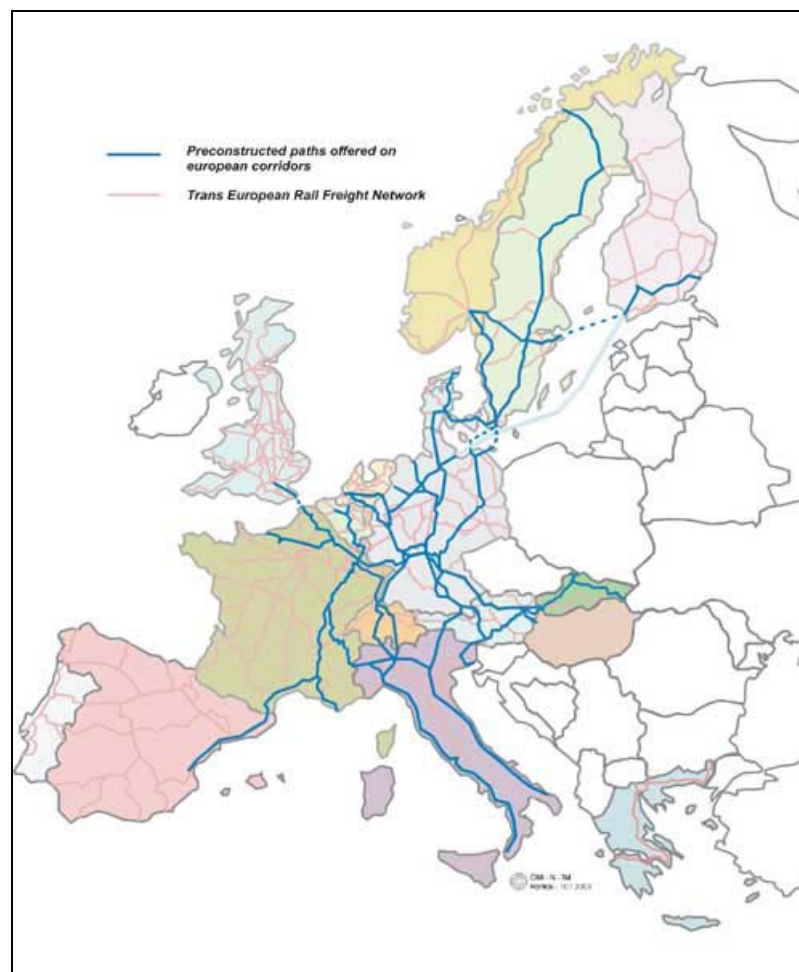 Preconstructed paths offered on
european corridors
Trans European Rail Freight Network